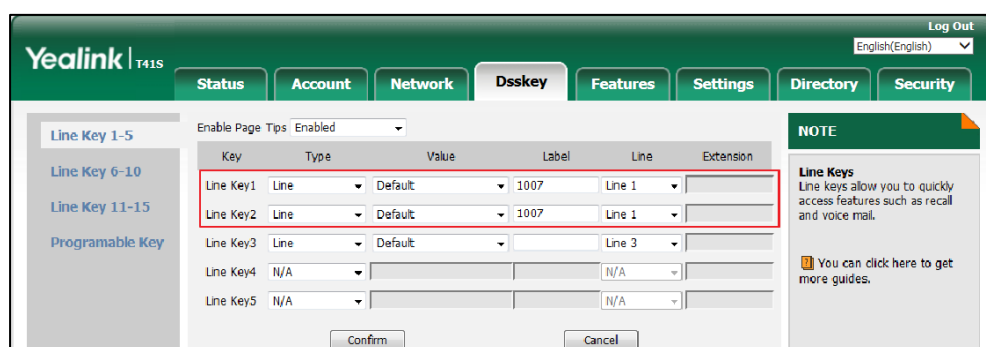 Log Out
Yealink | T41S
English(English)
Status Account Network Dsskey Features Settings Directory Security
Line Key 1-5
Line Key 6-10
Line Key 11-15
Programable Key
Enable Page Tips Enabled
Key Type Value Label Line Extension
Line Key1 Line Default 1007 Line 1
Line Key2 Line Default 1007 Line 1
Line Key3 Line Default Line 3
Line Key4 N/A N/A
Line Key5 N/A N/A
Confirm Cancel
NOTE
Line Keys
Line keys allow you to quickly
access features such as recall
and voice mail.
You can click here to get
more guides.